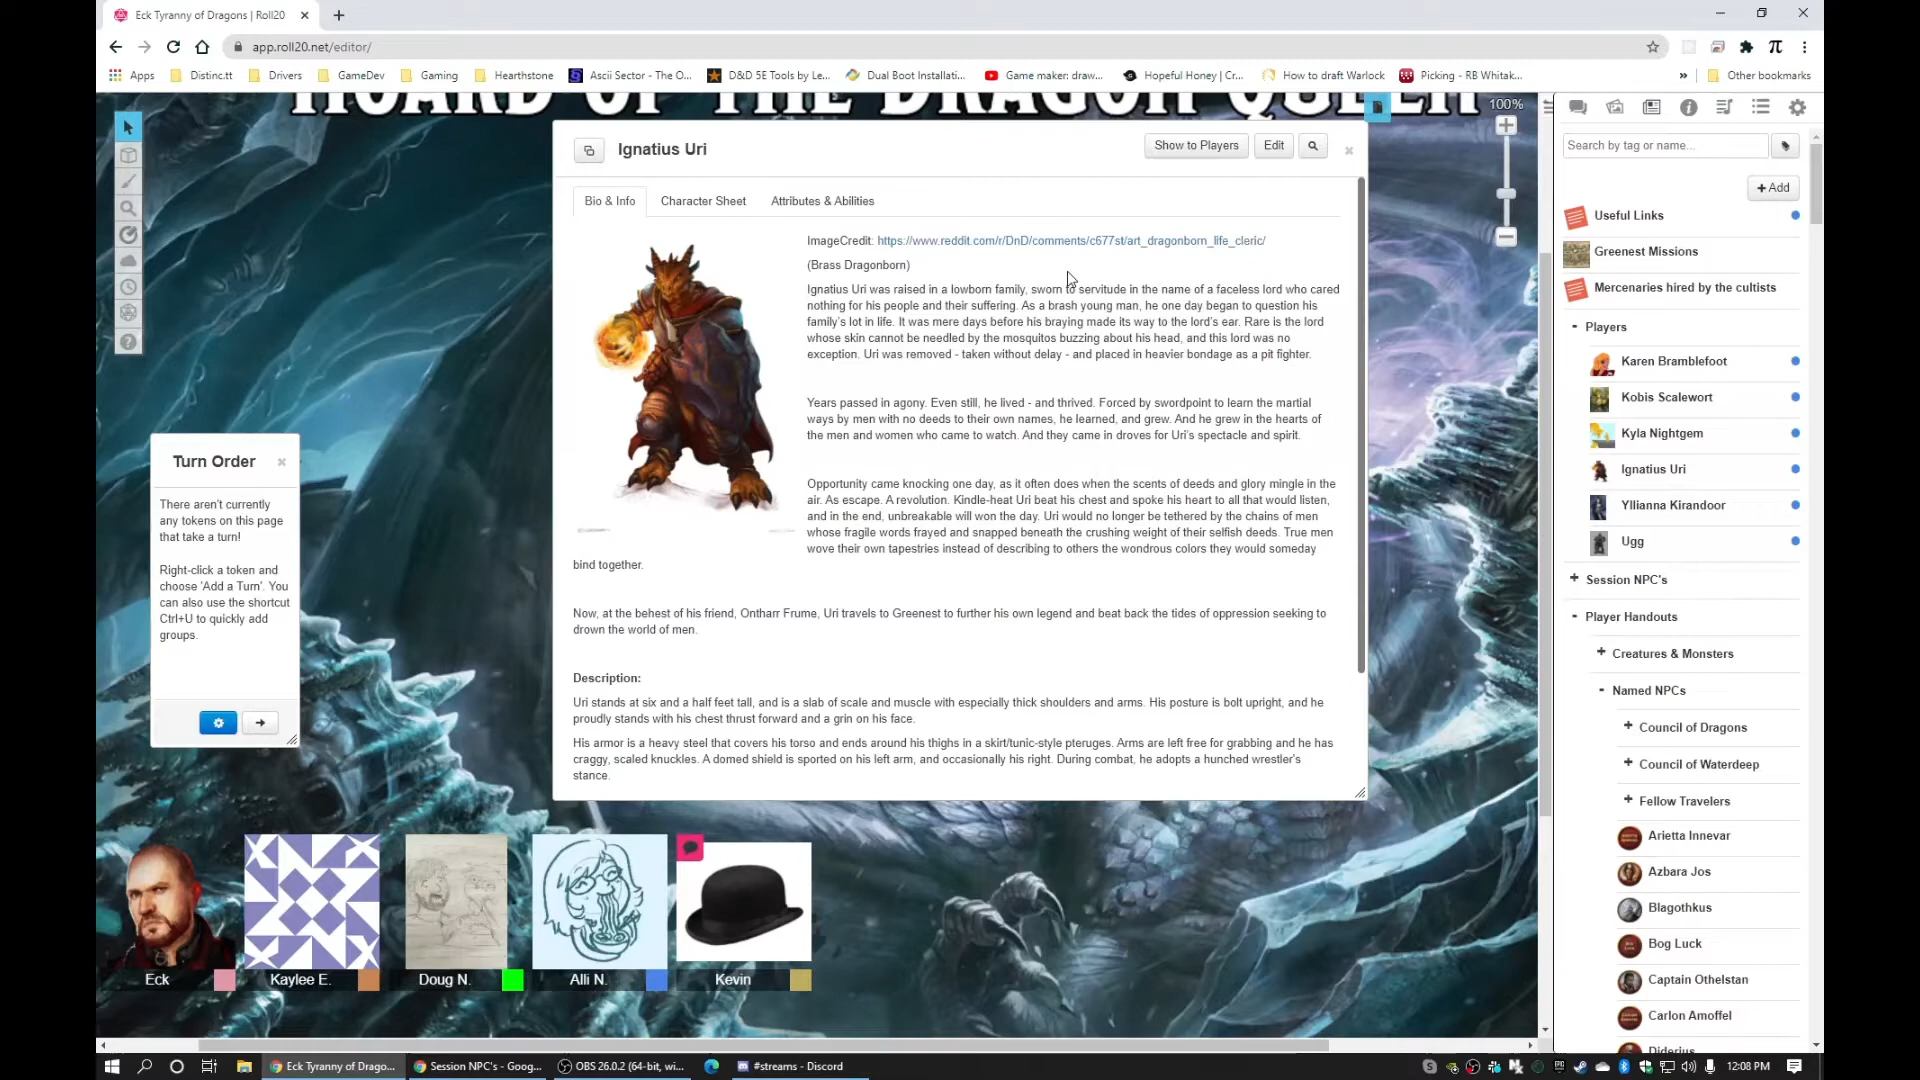 Eck Tyranny of Dragons | Roll20
app.roll20.net/editor/
Apps
Distinc.tt
Drivers
GameDev
Gaming
Hearthstone
Ascii Sector - The O...
D&D 5E Tools by Le...
Dual Boot Installati...
Game maker: draw...
Hopeful Honey | Cr...
How to draft Warlock
Picking - RB Whitak...
Other bookmarks
HOARD OF THE DRAGON QUEEN
100%
Ignatius Uri
Show to Players
Edit
Bio & Info
Character Sheet
Attributes & Abilities
ImageCredit: https://www.reddit.com/r/DnD/comments/c677st/art_dragonborn_life_cleric/
(Brass Dragonborn)
Ignatius Uri was raised in a lowborn family, sworn to servitude in the name of a faceless lord who cared
nothing for his people and their suffering. As a brash young man, he one day began to question his
family's lot in life. It was mere days before his braying made its way to the lord's ear. Rare is the lord
whose skin cannot be needled by the mosquitos buzzing about his head, and this lord was no
exception. Uri was removed - taken without delay - and placed in heavier bondage as a pit fighter.
Years passed in agony. Even still, he lived - and thrived. Forced by swordpoint to learn the martial
ways by men with no deeds to their own names, he learned, and grew. And he grew in the hearts of
the men and women who came to watch. And they came in droves for Uri's spectacle and spirit.
Opportunity came knocking one day, as it often does when the scents of deeds and glory mingle in the
air. As escape. A revolution. Kindle-heat Uri beat his chest and spoke his heart to all that would listen,
and in the end, unbreakable will won the day. Uri would no longer be tethered by the chains of men
whose fragile words frayed and snapped beneath the crushing weight of their selfish deeds. True men
wove their own tapestries instead of describing to others the wondrous colors they would someday
bind together.
Now, at the behest of his friend, Ontharr Frume, Uri travels to Greenest to further his own legend and beat back the tides of oppression seeking to
drown the world of men.
Description:
Uri stands at six and a half feet tall, and is a slab of scale and muscle with especially thick shoulders and arms. His posture is bolt upright, and he
proudly stands with his chest thrust forward and a grin on his face.
His armor is a heavy steel that covers his torso and ends around his thighs in a skirt/tunic-style pteruges. Arms are left free for grabbing and he has
craggy, scaled knuckles. A domed shield is sported on his left arm, and occasionally his right. During combat, he adopts a hunched wrestler's
stance.
Turn Order
There aren't currently
any tokens on this page
that take a turn!
Right-click a token and
choose 'Add a Turn'. You
can also use the shortcut
Ctrl+U to quickly add
groups.
Eck
Kaylee E.
Doug N.
Alli N.
Kevin
Search by tag or name...
+ Add
Useful Links
Greenest Missions
Mercenaries hired by the cultists
- Players
Karen Bramblefoot
Kobis Scalewort
Kyla Nightgem
Ignatius Uri
Yllianna Kirandoor
Ugg
+ Session NPC's
- Player Handouts
+ Creatures & Monsters
- Named NPCs
+ Council of Dragons
+ Council of Waterdeep
+ Fellow Travelers
Arietta Innevar
Azbara Jos
Blagothkus
Bog Luck
Captain Othelstan
Carlon Amoffel
Diderius
Eck Tyranny of Drago...
Session NPC's - Goog...
OBS 26.0.2 (64-bit, wi...
#streams - Discord
12:08 PM